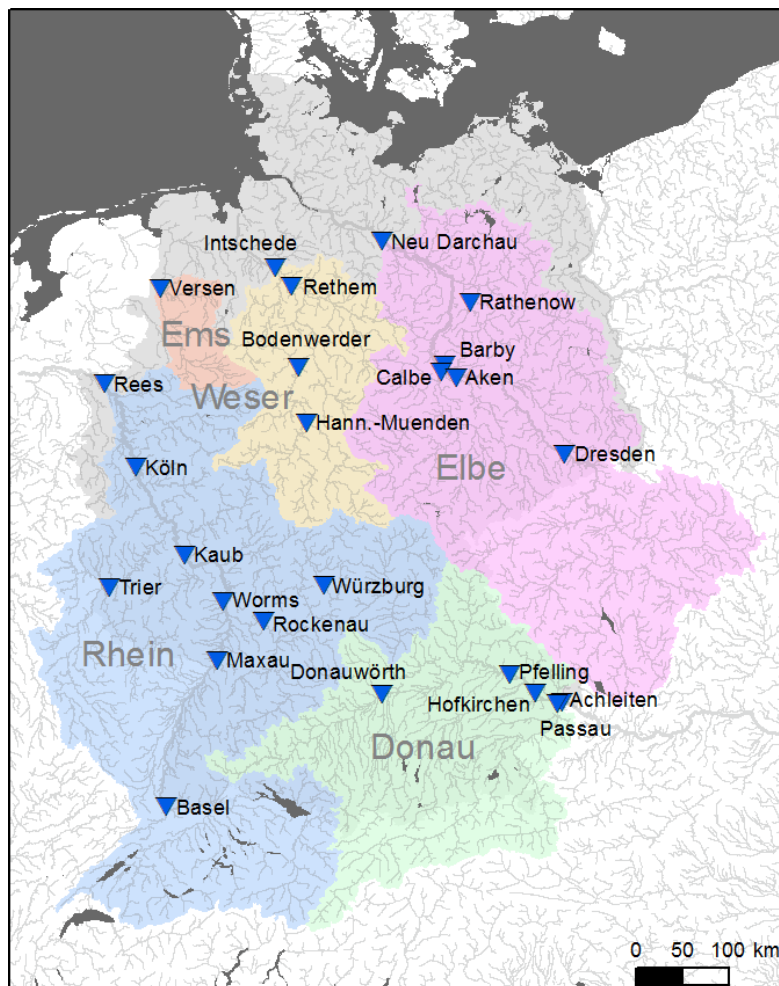 Neu Darchau
Intschede
Versen
Rethem
Rathenow
Ems
Bodenwerder
Barby
Rees
Weser
Calbe
Aken
Hann.-Muenden
Köln
Elbe
Dresden
Kaub
Trier
Worms
Würzburg
Rockenau
Rhein
Maxau
Donauwörth
Pfelling
Hofkirchen
Achleiten
Passau
Donau
Basel
0 50 100 km